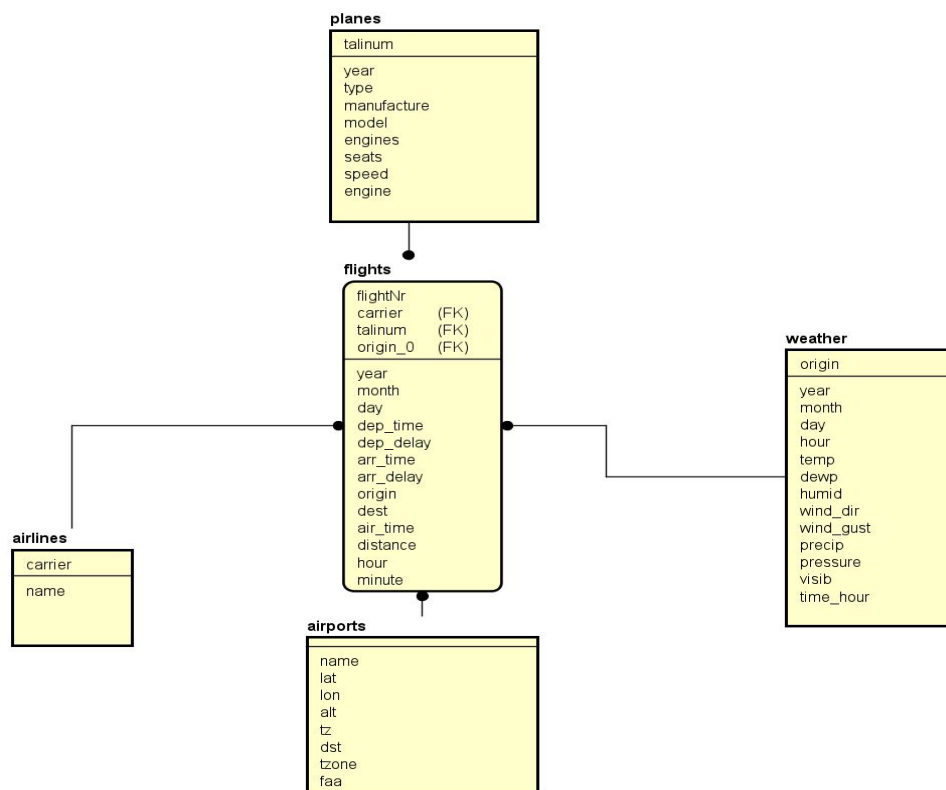 planes
talinum
year
type
manufacture
model
engines
seats
speed
engine
flights
flightNr
carrier (FK)
talinum (FK)
origin_0 (FK)
year
month
day
dep_time
dep_delay
arr_time
arr_delay
origin
dest
air_time
distance
hour
minute
weather
origin
year
month
day
hour
temp
dewp
humid
wind_dir
wind_gust
precip
pressure
visib
time_hour
airlines
carrier
name
airports
name
lat
lon
alt
tz
dst
tzone
faa